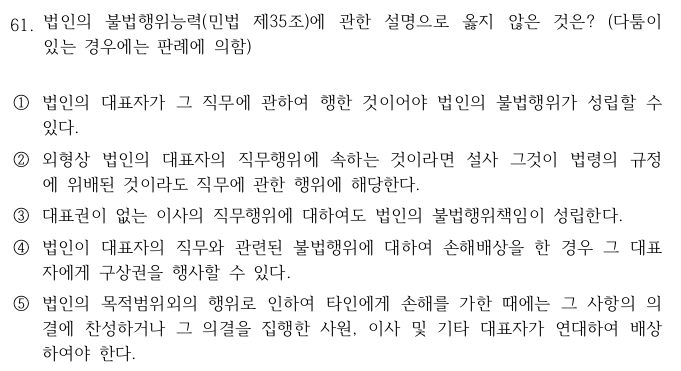 61. 법인의 불법행위능력(민법 제35조)에 관한 설명으로 옳지 않은 것은? (다툼이
있는 경우에는 판례에 의함)
① 법인의 대표자가 그 직무에 관하여 행한 것이어야 법인의 불법행위가 성립할 수
있다.
② 외형상 법인의 대표자의 직무행위에 속하는 것이라면 설사 그것이 법령의 규정
에 위배된 것이라도 직무에 관한 행위에 해당한다.
③ 대표권이 없는 이사의 직무행위에 대하여도 법인의 불법행위책임이 성립한다.
④ 법인이 대표자의 직무와 관련된 불법행위에 대하여 손해배상을 한 경우 그 대표
자에게 구상권을 행사할 수 있다.
⑤ 법인의 목적범위외의 행위로 인하여 타인에게 손해를 가한 때에는 그 사항의 의
결에 찬성하거나 그 의결을 집행한 사원, 이사 및 기타 대표자가 연대하여 배상
하여야 한다.